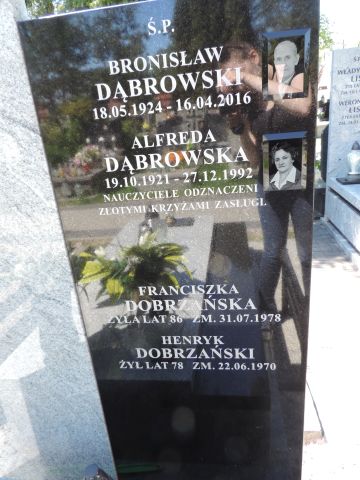 Ś.P.
BRONISŁAW
DĄBROWSKI
18.05.1924 - 16.04.2016
ALFREDA
DĄBROWSKA
19.10.1921 - 27.12.1992
NAUCZYCIELE ODZNACZENI
ZŁOTYMI KRZYŻAMI ZASŁUGI
FRANCISZKA
DOBRZAŃSKA
ŻYŁA LAT 86 ZM. 31.07.1978
HENRYK
DOBRZAŃSKI
ŻYŁ LAT 78 ZM. 22.06.1970